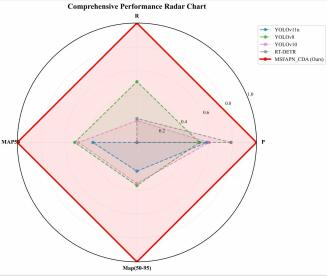 Comprehensive Performance Radar Chart
R
YOLOv11n
YOLOv8
YOLOv10
RT-DETR
MSFAPN_CDA (Ours)
1.0
0.8
0.6
0.4
0.2
MAP50
P
Map(50-95)